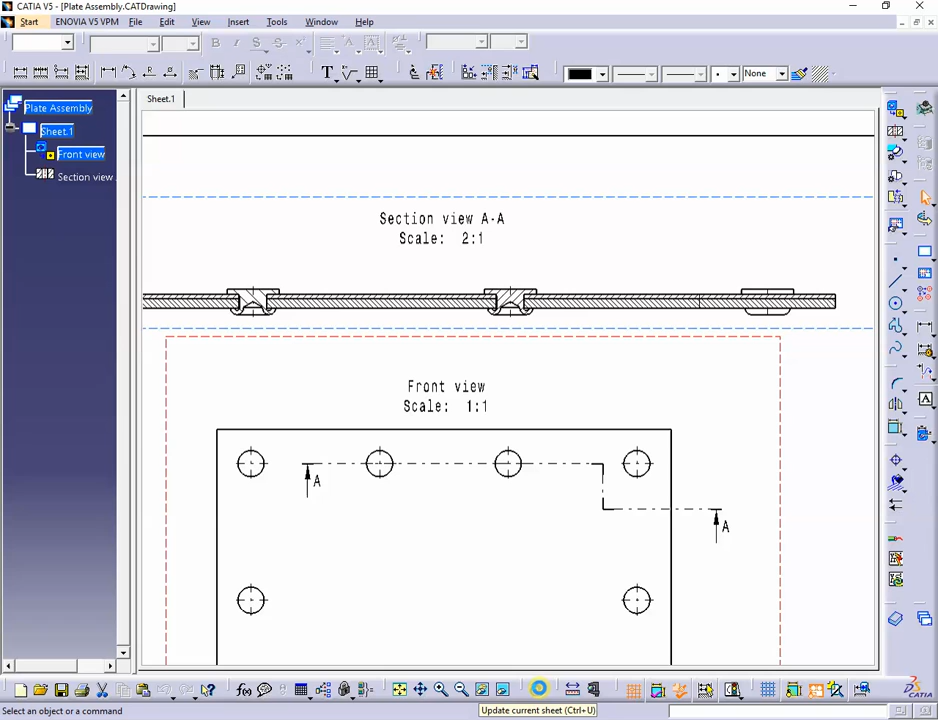 CATIA V5 - [Plate Assembly.CATDrawing]
Start ENOVIA V5 VPM File Edit View Insert Tools Window Help
None
Plate Assembly
Sheet.1
Front view
Section view
Sheet.1
Section view A-A
Scale: 2:1
Front view
Scale: 1:1
A
A
Update current sheet (Ctrl+U)
Select an object or a command
CATIA